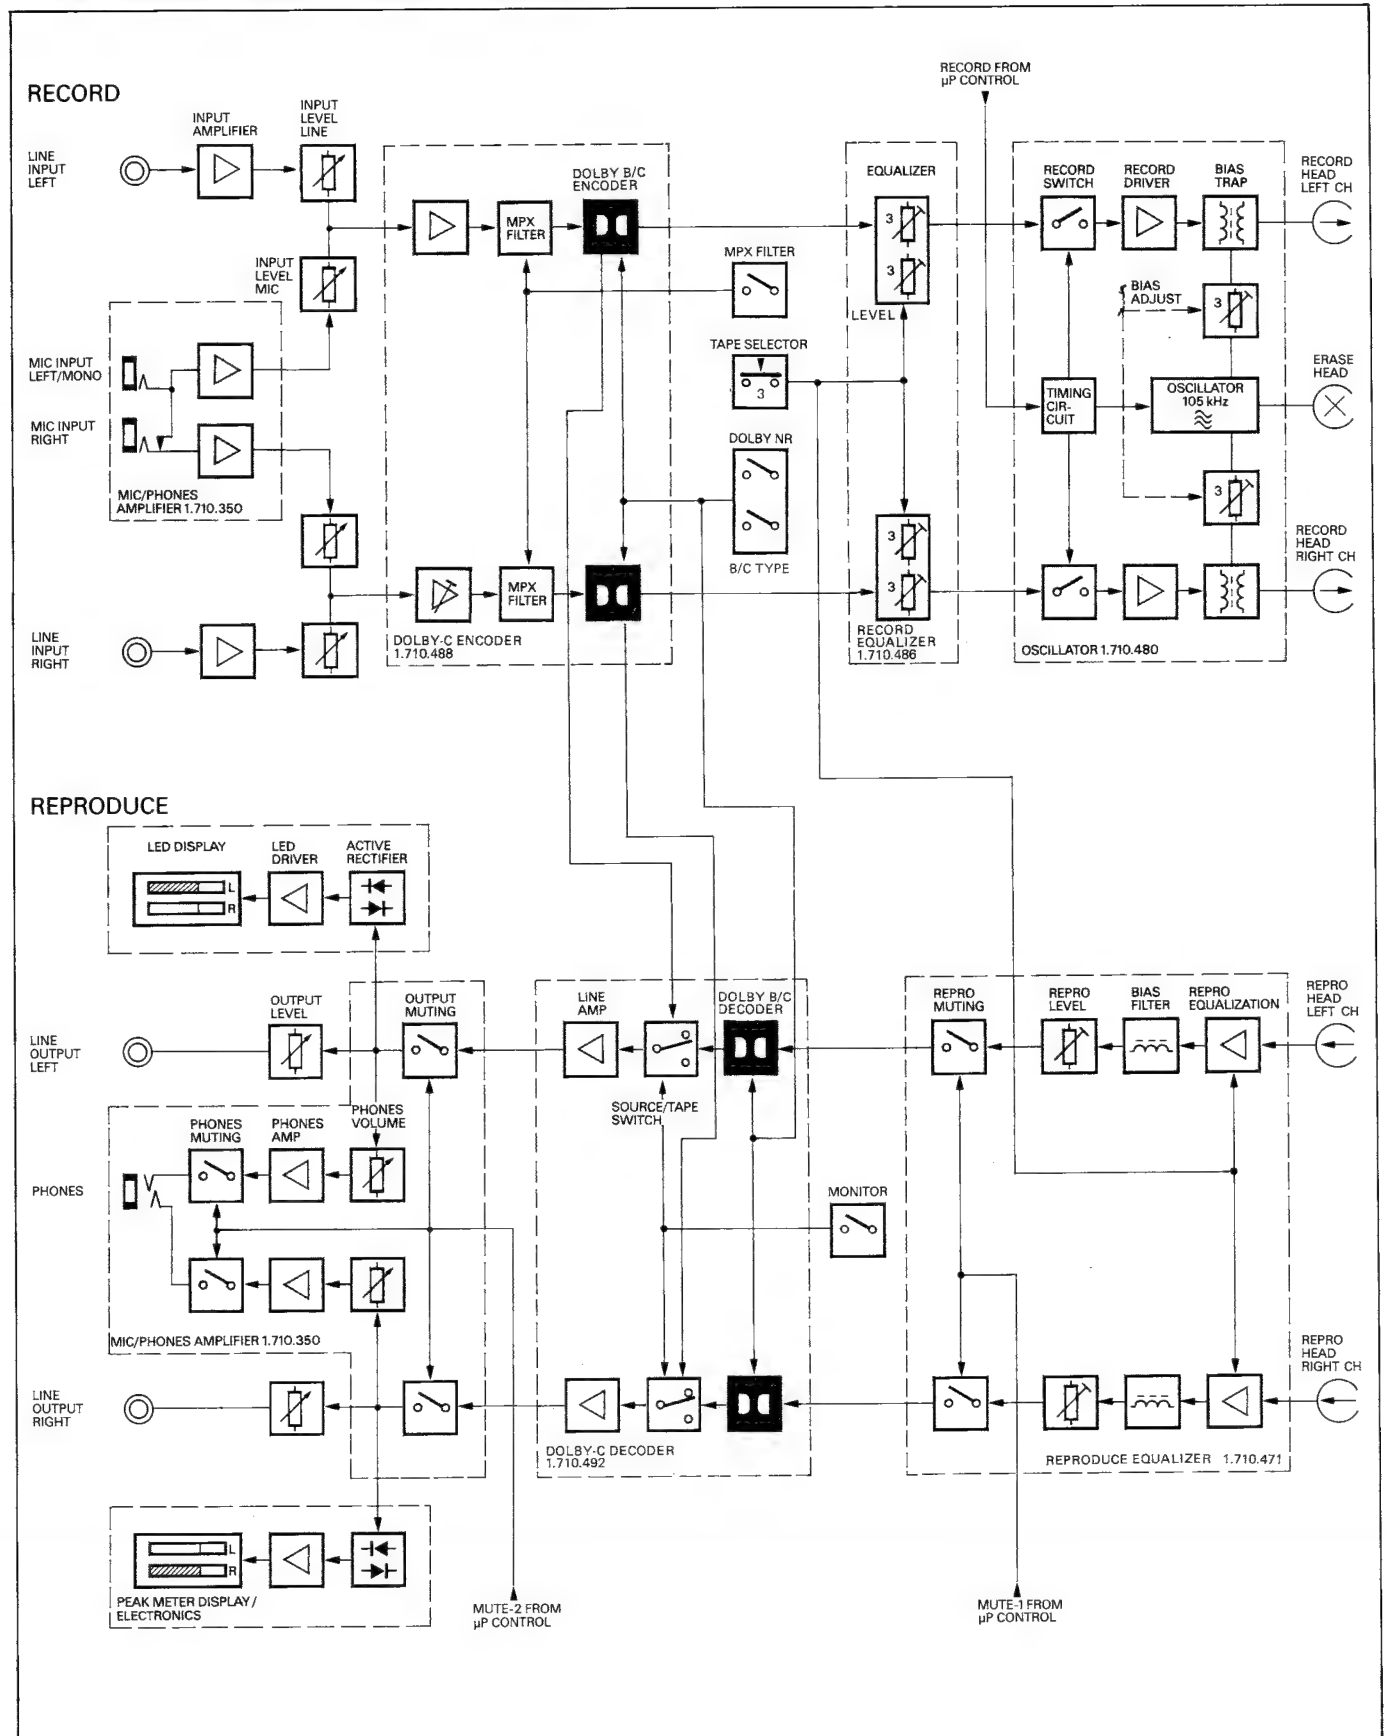 RECORD FROM
µP CONTROL
RECORD
INPUT
AMPLIFIER
INPUT
LEVEL
LINE
LINE
INPUT
LEFT
DOLBY B/C
ENCODER
EQUALIZER
RECORD
SWITCH
RECORD
DRIVER
BIAS
TRAP
RECORD
HEAD
LEFT CH
MPX
FILTER
3
3
LEVEL
MPX FILTER
INPUT
LEVEL
MIC
BIAS
ADJUST
3
TAPE SELECTOR
3
MIC INPUT
LEFT/MONO
MIC INPUT
RIGHT
MIC/PHONES
AMPLIFIER 1.710.350
TIMING
CIR-
CUIT
OSCILLATOR
105 kHz
ERASE
HEAD
DOLBY NR
B/C TYPE
3
3
3
RECORD
HEAD
RIGHT CH
MPX
FILTER
DOLBY-C ENCODER
1.710.488
RECORD
EQUALIZER
1.710.486
OSCILLATOR 1.710.480
LINE
INPUT
RIGHT
REPRODUCE
LED DISPLAY
LED
DRIVER
ACTIVE
RECTIFIER
L
R
OUTPUT
LEVEL
OUTPUT
MUTING
LINE
AMP
DOLBY B/C
DECODER
REPRO
MUTING
REPRO
LEVEL
BIAS
FILTER
REPRO
EQUALIZATION
REPRO
HEAD
LEFT CH
LINE
OUTPUT
LEFT
SOURCE/TAPE
SWITCH
PHONES
MUTING
PHONES
AMP
PHONES
VOLUME
PHONES
MONITOR
MIC/PHONES AMPLIFIER 1.710.350
REPRO
HEAD
RIGHT CH
LINE
OUTPUT
RIGHT
DOLBY-C DECODER
1.710.492
REPRODUCE EQUALIZER 1.710.471
L
R
PEAK METER DISPLAY/
ELECTRONICS
MUTE-2 FROM
µP CONTROL
MUTE-1 FROM
µP CONTROL